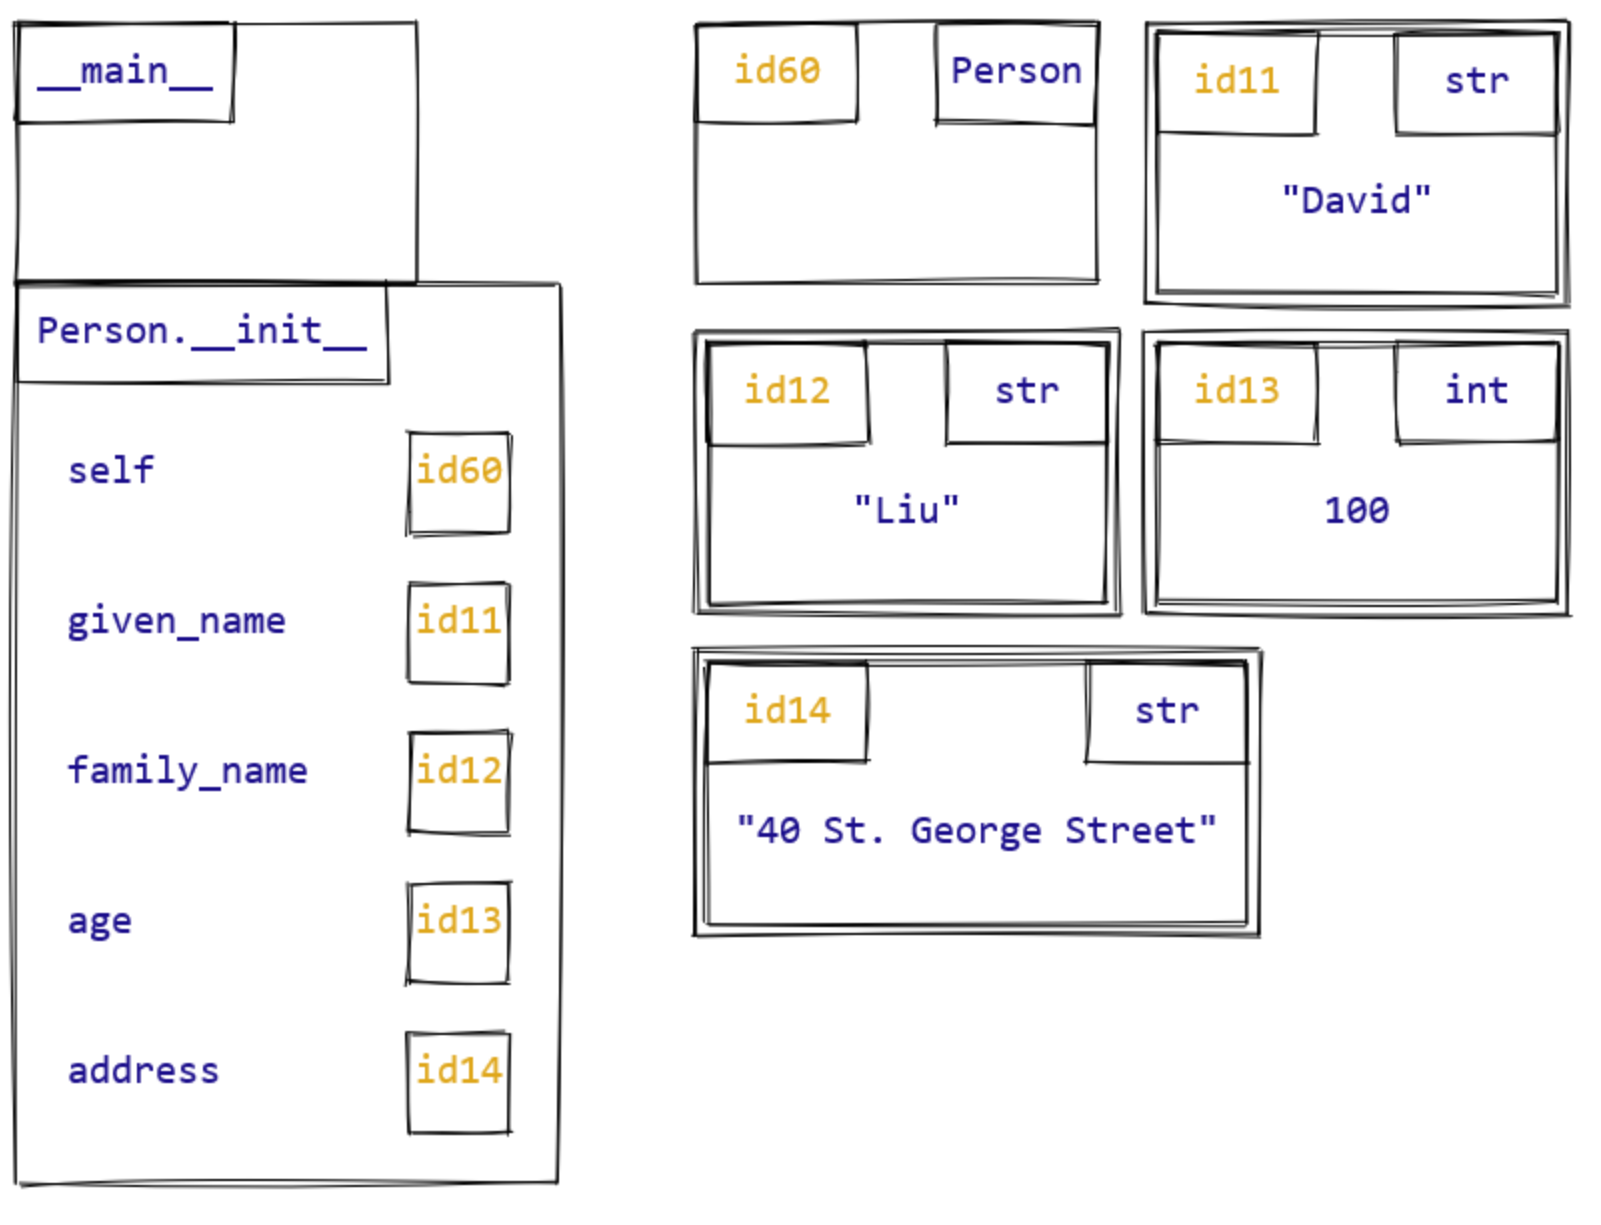 __main__
Person.__init__
self id60
given_name id11
family_name id12
age id13
address id14
id60 Person
id11 str
"David"
id12 str
"Liu"
id13 int
100
id14 str
"40 St. George Street"